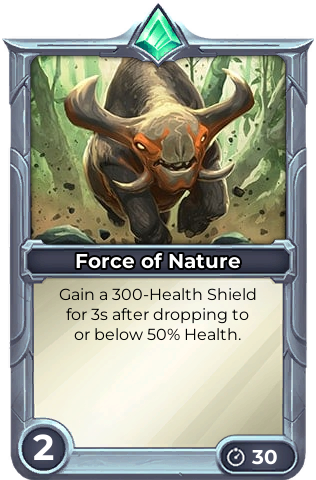 Force of Nature
Gain a 300-Health Shield
for 3s after dropping to
or below 50% Health.
2
30